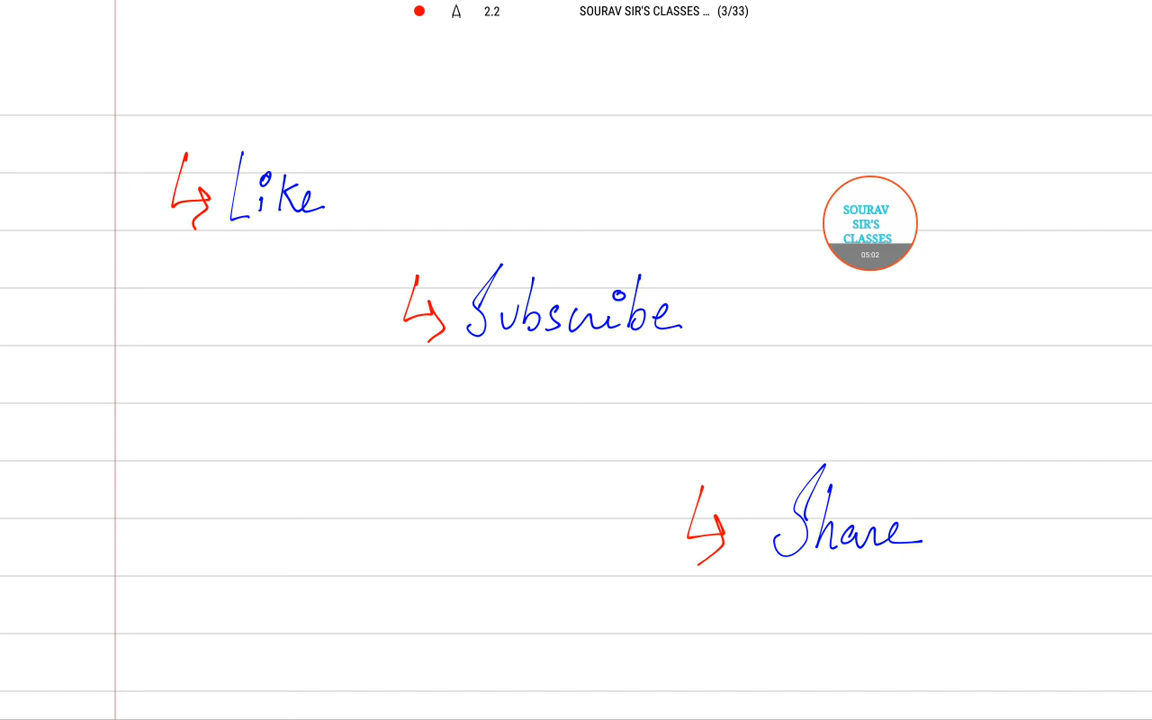 2.2 SOURAV SIR'S CLASSES ... (3/33)
↳ Like
SOURAV
SIR'S
CLASSES
05:02
↳ Subscribe
↳ Share